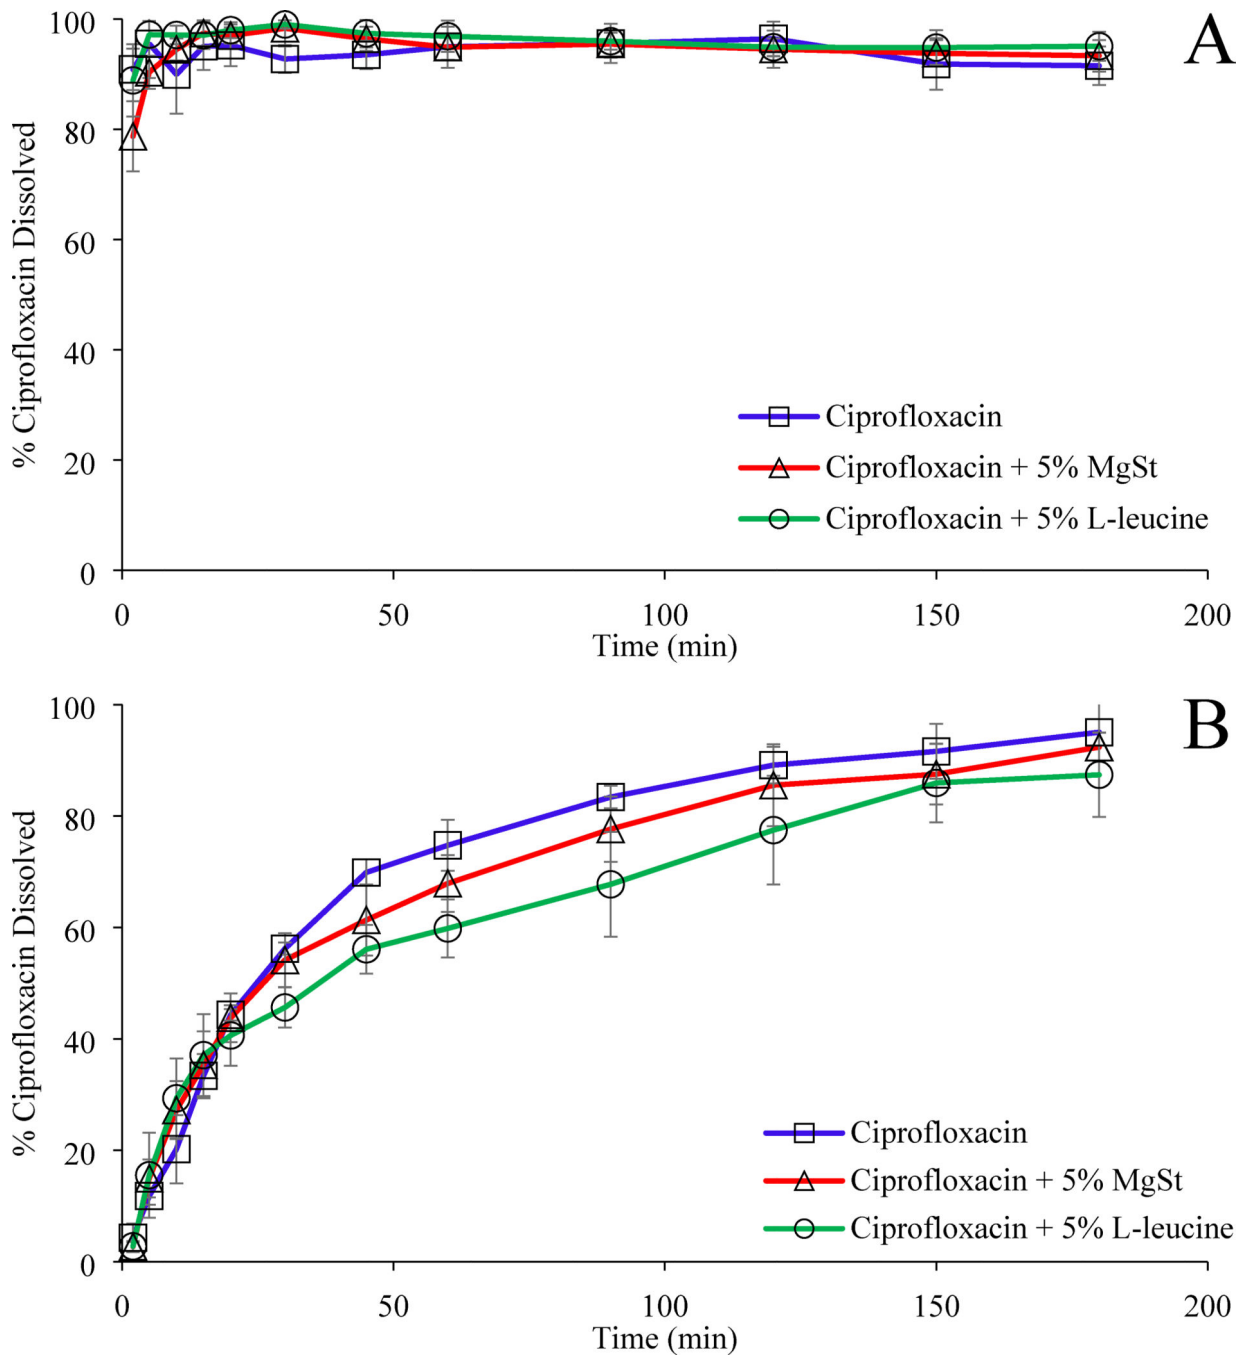 A
100
80
60
40
20
0
% Ciprofloxacin Dissolved
Ciprofloxacin
Ciprofloxacin + 5% MgSt
Ciprofloxacin + 5% L-leucine
0 50 100 150 200
Time (min)
B
100
80
60
40
20
0
% Ciprofloxacin Dissolved
Ciprofloxacin
Ciprofloxacin + 5% MgSt
Ciprofloxacin + 5% L-leucine
0 50 100 150 200
Time (min)